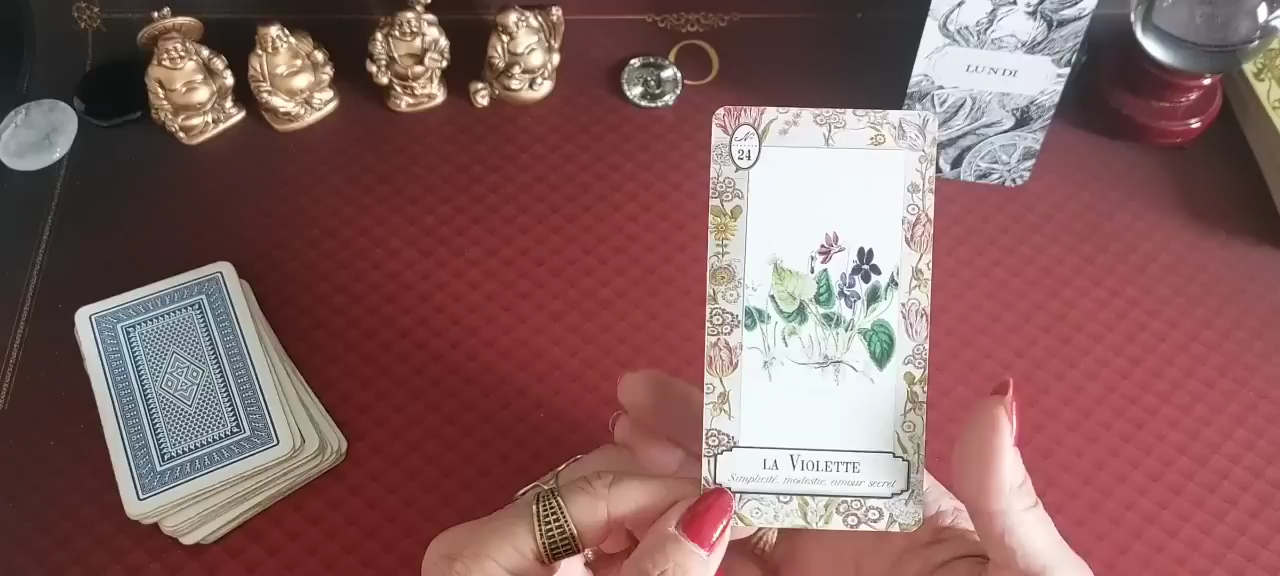 LUNDI
N°
24
LA VIOLETTE
Simplicité, modestie, amour secret